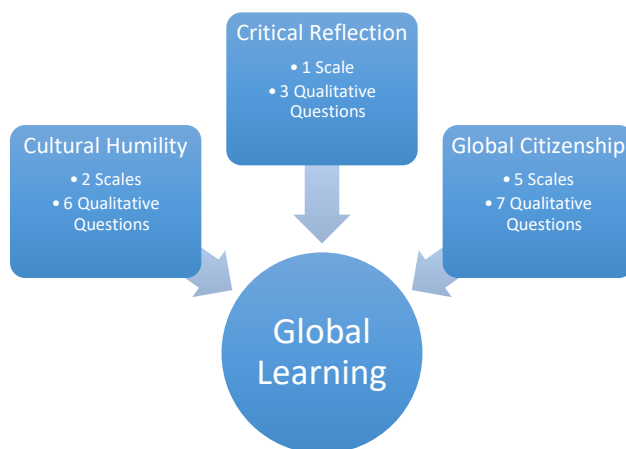 Critical Reflection
• 1 Scale
• 3 Qualitative
Questions
Cultural Humility
• 2 Scales
• 6 Qualitative
Questions
Global Citizenship
• 5 Scales
• 7 Qualitative
Questions
Global
Learning